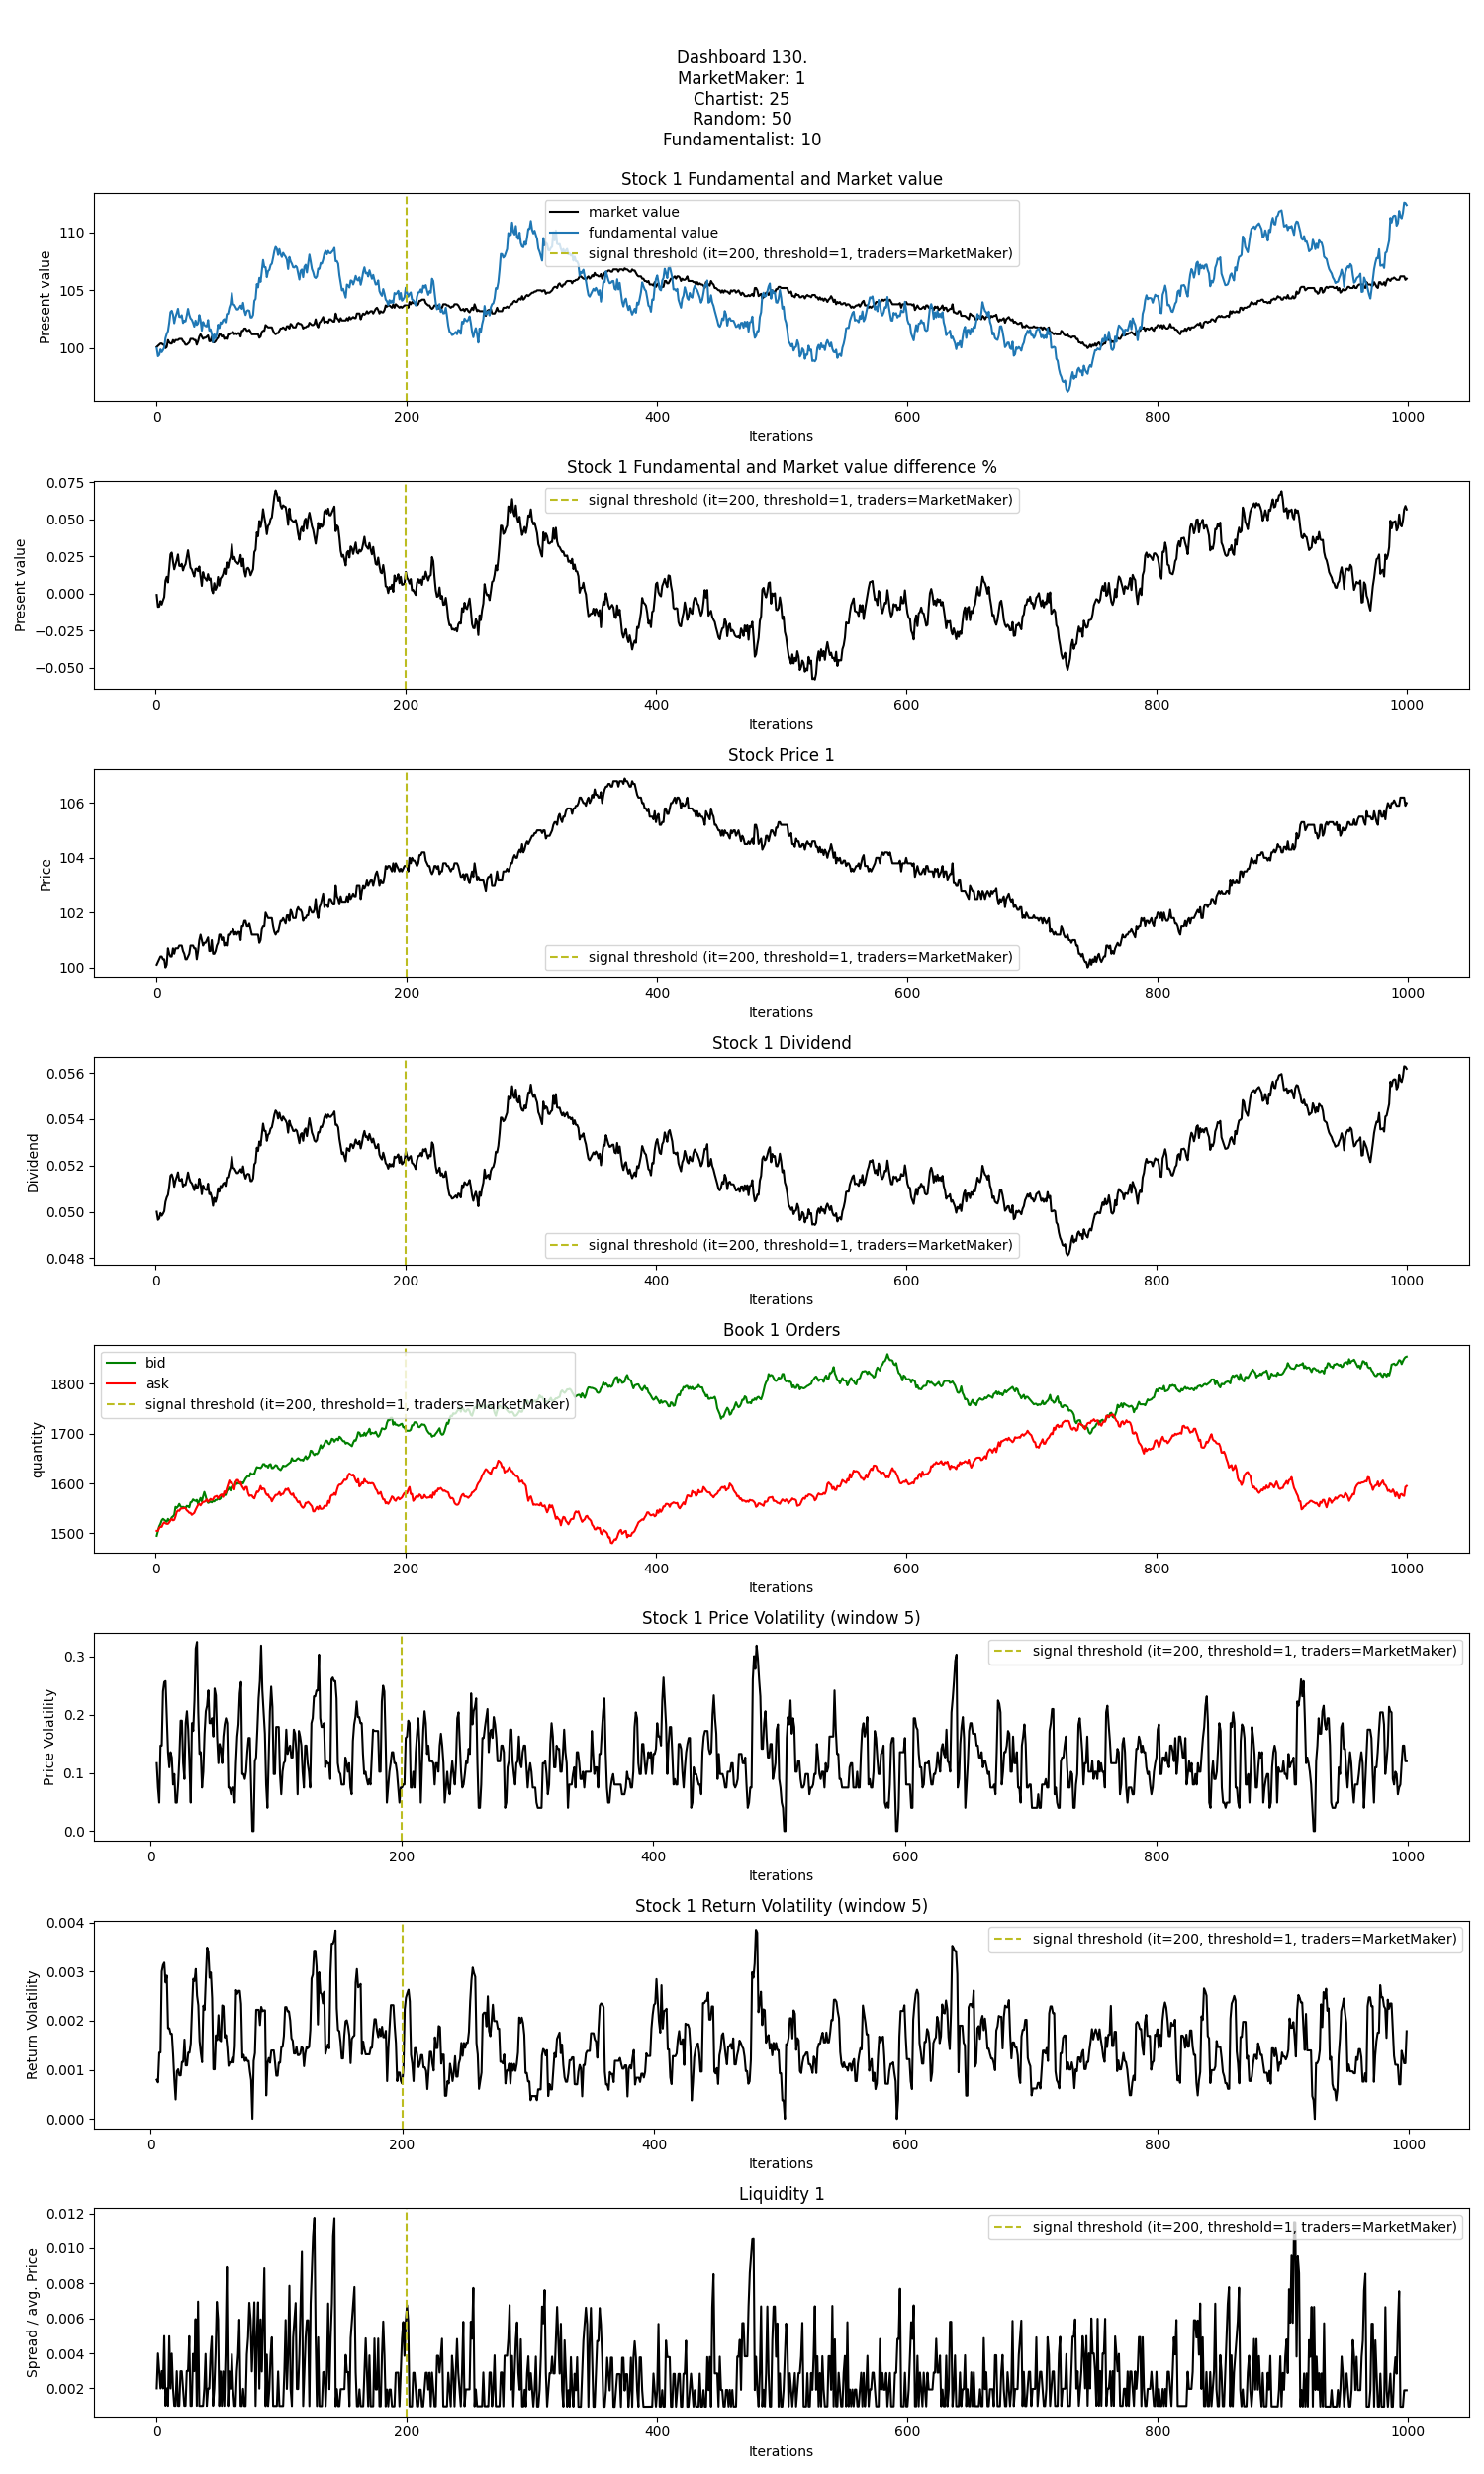 Dashboard 130.
MarketMaker: 1
Chartist: 25
Random: 50
Fundamentalist: 10
Stock 1 Fundamental and Market value
market value
fundamental value
signal threshold (it=200, threshold=1, traders=MarketMaker)
Present value
110
105
100
0 200 400 600 800 1000
Iterations
Stock 1 Fundamental and Market value difference %
signal threshold (it=200, threshold=1, traders=MarketMaker)
Present value
0.075
0.050
0.025
0.000
−0.025
−0.050
0 200 400 600 800 1000
Iterations
Stock Price 1
Price
106
104
102
100
signal threshold (it=200, threshold=1, traders=MarketMaker)
0 200 400 600 800 1000
Iterations
Stock 1 Dividend
Dividend
0.056
0.054
0.052
0.050
0.048
signal threshold (it=200, threshold=1, traders=MarketMaker)
0 200 400 600 800 1000
Iterations
Book 1 Orders
bid
ask
signal threshold (it=200, threshold=1, traders=MarketMaker)
quantity
1800
1700
1600
1500
0 200 400 600 800 1000
Iterations
Stock 1 Price Volatility (window 5)
signal threshold (it=200, threshold=1, traders=MarketMaker)
Price Volatility
0.3
0.2
0.1
0.0
0 200 400 600 800 1000
Iterations
Stock 1 Return Volatility (window 5)
signal threshold (it=200, threshold=1, traders=MarketMaker)
Return Volatility
0.004
0.003
0.002
0.001
0.000
0 200 400 600 800 1000
Iterations
Liquidity 1
signal threshold (it=200, threshold=1, traders=MarketMaker)
Spread / avg. Price
0.012
0.010
0.008
0.006
0.004
0.002
0 200 400 600 800 1000
Iterations